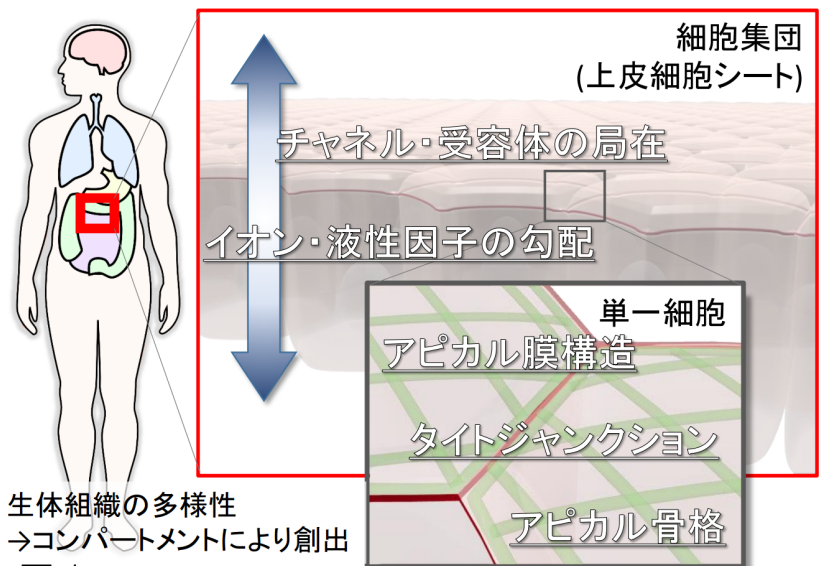 細胞集団
(上皮細胞シート)
チャネル・受容体の局在
イオン・液性因子の勾配
単一細胞
アピカル膜構造
タイトジャンクション
アピカル骨格
生体組織の多様性
→コンパートメントにより創出